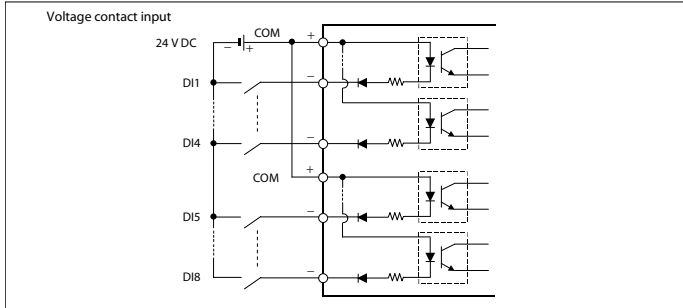 Voltage contact input
COM
24 V DC
− +
+
DI1
−
DI4
−
COM
+
DI5
−
DI8
−